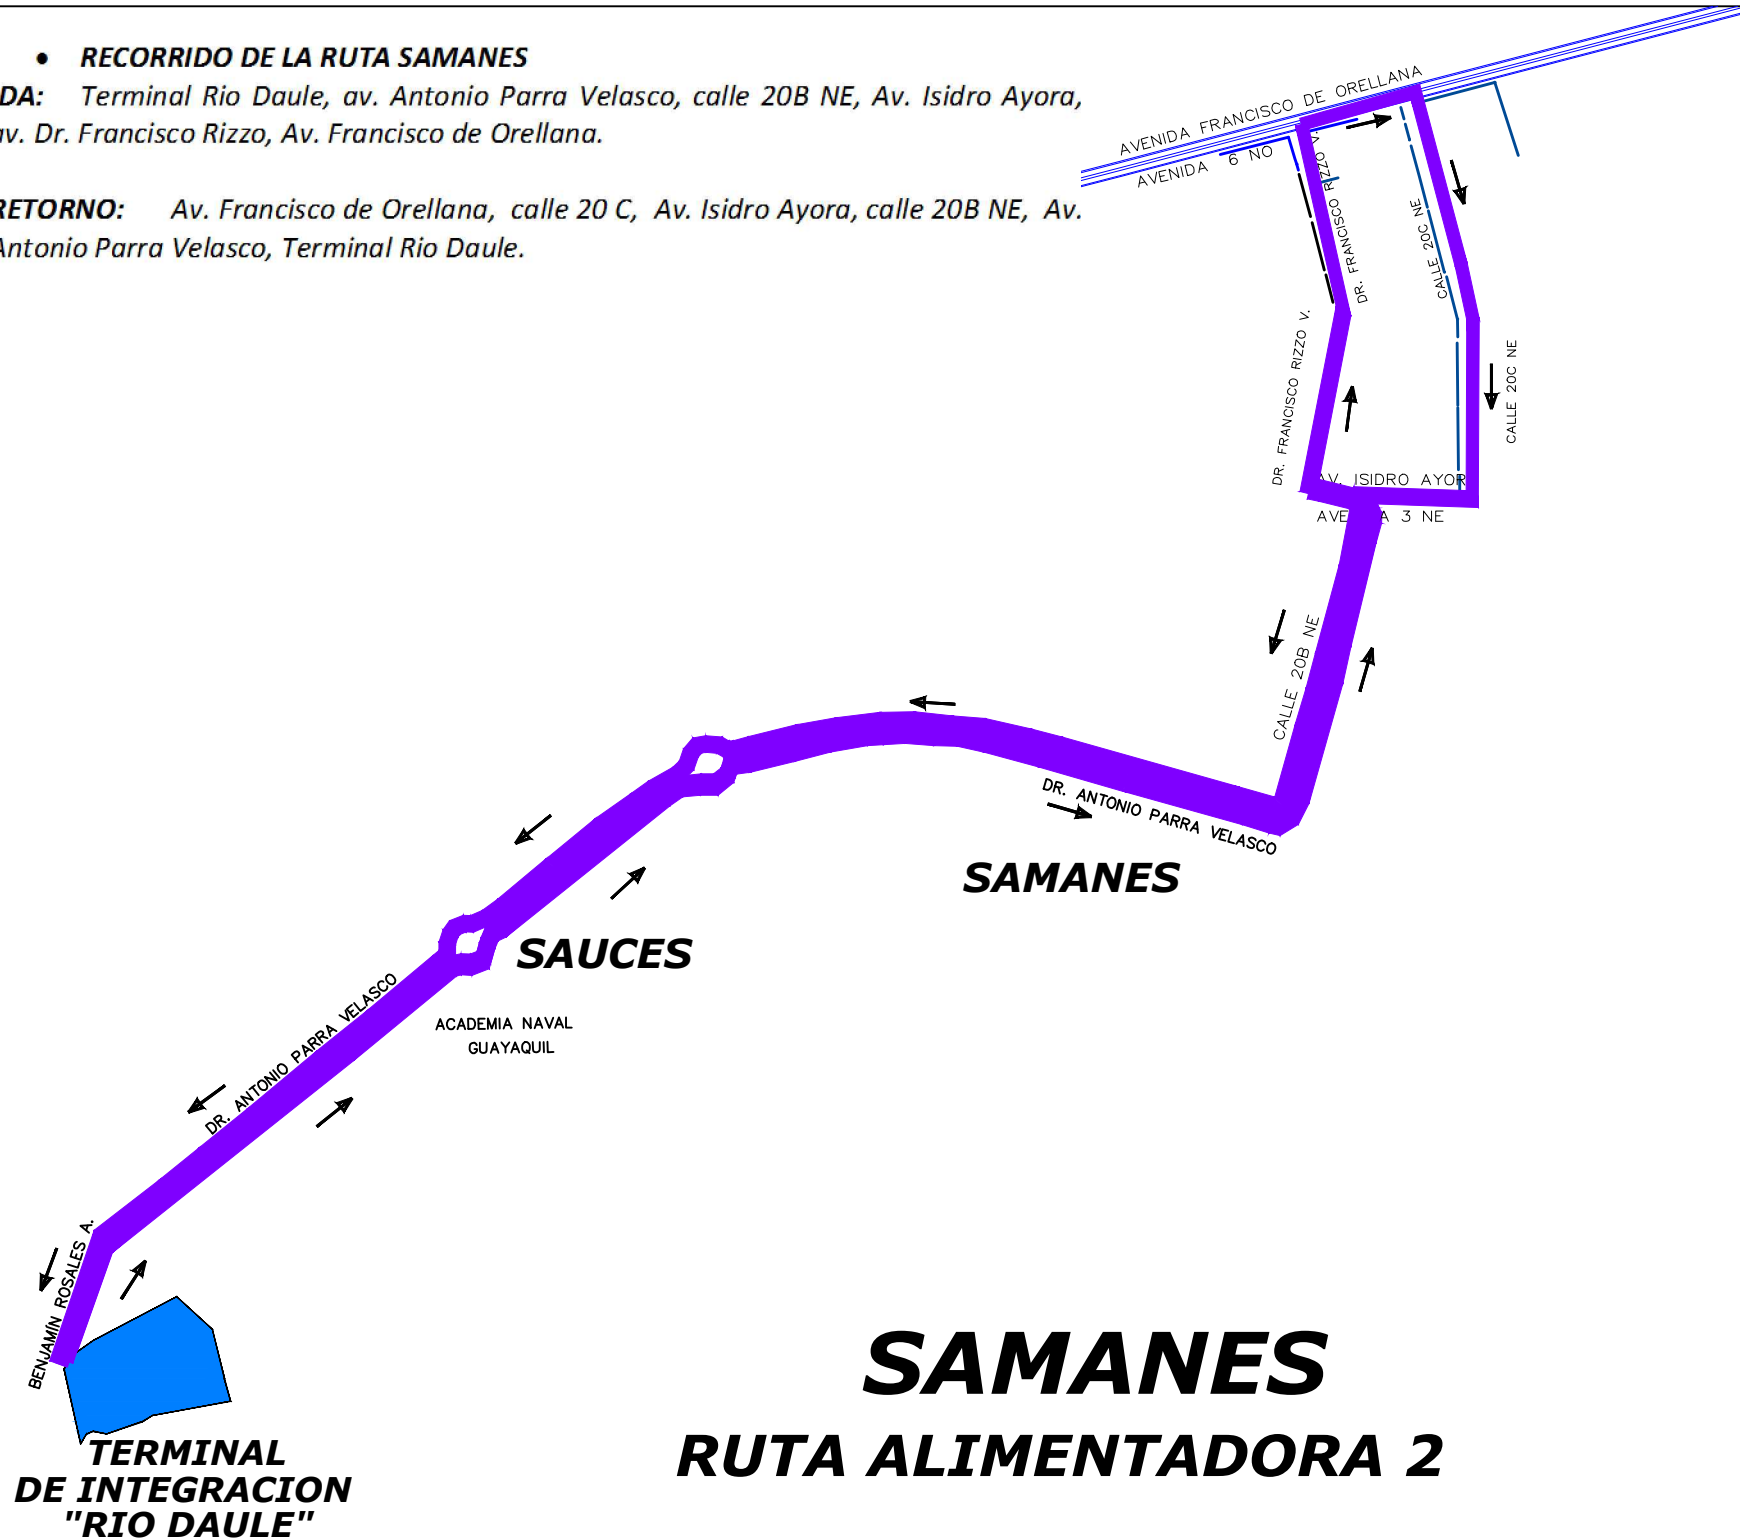 • RECORRIDO DE LA RUTA SAMANES
DA: Terminal Rio Daule, av. Antonio Parra Velasco, calle 20B NE, Av. Isidro Ayora,
av. Dr. Francisco Rizzo, Av. Francisco de Orellana.
RETORNO: Av. Francisco de Orellana, calle 20 C, Av. Isidro Ayora, calle 20B NE, Av.
Antonio Parra Velasco, Terminal Rio Daule.
AVENIDA FRANCISCO DE ORELLANA
AVENIDA 6 NO
DR. FRANCISCO RIZZO V.
CALLE 20C NE
DR. FRANCISCO RIZZO V.
CALLE 20C NE
AV. ISIDRO AYOR
AVE A 3 NE
CALLE 20B NE
DR. ANTONIO PARRA VELASCO
SAMANES
SAUCES
DR. ANTONIO PARRA VELASCO
ACADEMIA NAVAL
GUAYAQUIL
BENJAMÍN ROSALES A.
SAMANES
RUTA ALIMENTADORA 2
TERMINAL
DE INTEGRACION
"RIO DAULE"